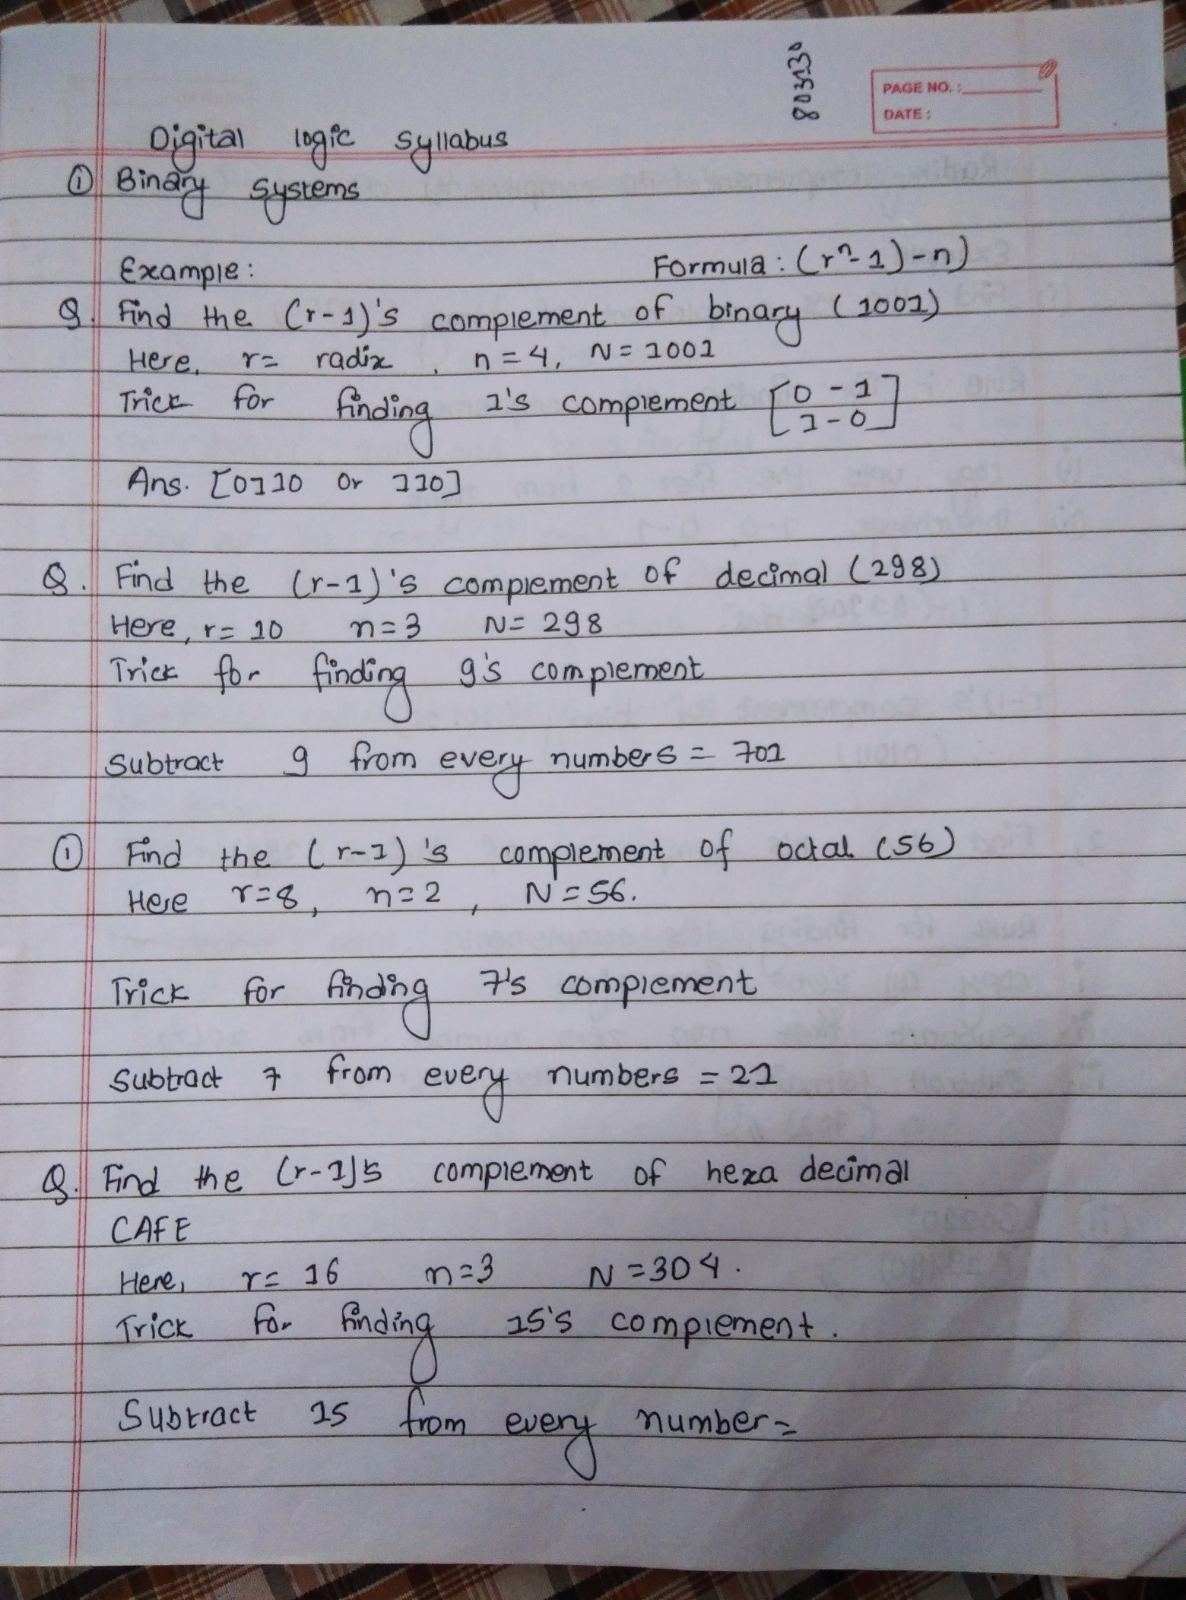 803130
PAGE NO.:
DATE:
Digital logic syllabus
① Binary systems
Example: Formula: (rⁿ-1)-n)
Q. Find the (r-1)'s complement of binary (1001)
Here, r= radix, n=4, N=1001
Trick for finding 1's complement [0-1
1-0]
Ans. [0110 or 110]
Q. Find the (r-1)'s complement of decimal (298)
Here, r=10 n=3 N=298
Trick for finding 9's complement
Subtract 9 from every numbers = 701
① Find the (r-1)'s complement of octal (56)
Here r=8, n=2, N=56.
Trick for finding 7's complement
Subtract 7 from every numbers = 21
Q. Find the (r-1)'s complement of hexa decimal
CAFE
Here, r=16 n=3 N=304.
Trick for finding 15's complement.
Subtract 15 from every number=